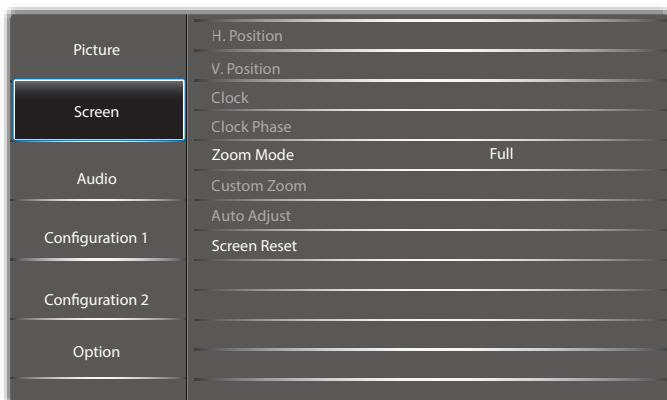 Picture
Screen
Audio
Configuration 1
Configuration 2
Option
H. Position
V. Position
Clock
Clock Phase
Zoom Mode Full
Custom Zoom
Auto Adjust
Screen Reset